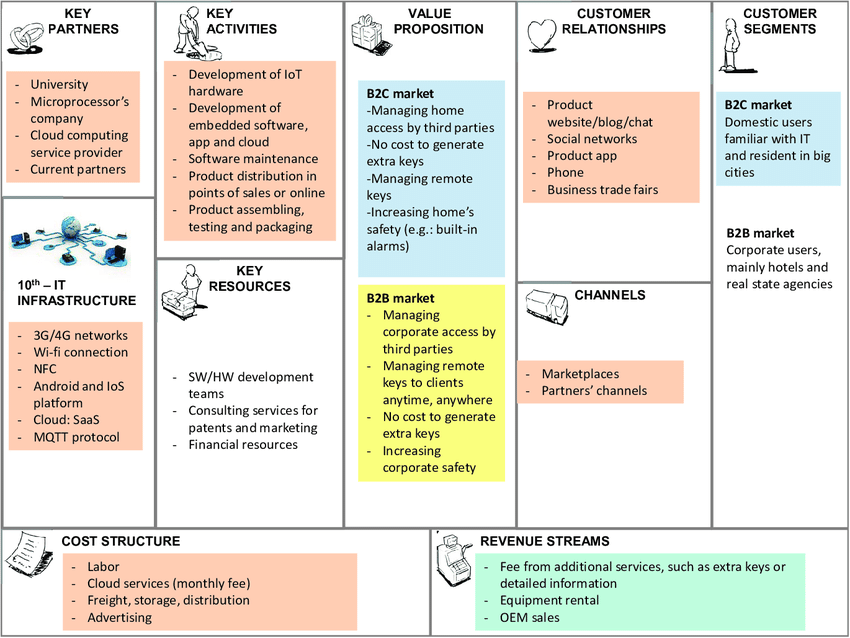 KEY
PARTNERS
- University
- Microprocessor's
company
- Cloud computing
service provider
- Current partners
10th – IT
INFRASTRUCTURE
- 3G/4G networks
- Wi-fi connection
- NFC
- Android and IoS
platform
- Cloud: SaaS
- MQTT protocol
KEY
ACTIVITIES
- Development of IoT
hardware
- Development of
embedded software,
app and cloud
- Software maintenance
- Product distribution in
points of sales or online
- Product assembling,
testing and packaging
KEY
RESOURCES
- SW/HW development
teams
- Consulting services for
patents and marketing
- Financial resources
VALUE
PROPOSITION
B2C market
-Managing home
access by third parties
-No cost to generate
extra keys
-Managing remote
keys
-Increasing home's
safety (e.g.: built-in
alarms)
B2B market
- Managing
corporate access by
third parties
- Managing remote
keys to clients
anytime, anywhere
- No cost to generate
extra keys
- Increasing
corporate safety
CUSTOMER
RELATIONSHIPS
- Product
website/blog/chat
- Social networks
- Product app
- Phone
- Business trade fairs
CHANNELS
- Marketplaces
- Partners' channels
CUSTOMER
SEGMENTS
B2C market
Domestic users
familiar with IT
and resident in big
cities
B2B market
Corporate users,
mainly hotels and
real state agencies
COST STRUCTURE
- Labor
- Cloud services (monthly fee)
- Freight, storage, distribution
- Advertising
REVENUE STREAMS
- Fee from additional services, such as extra keys or
detailed information
- Equipment rental
- OEM sales